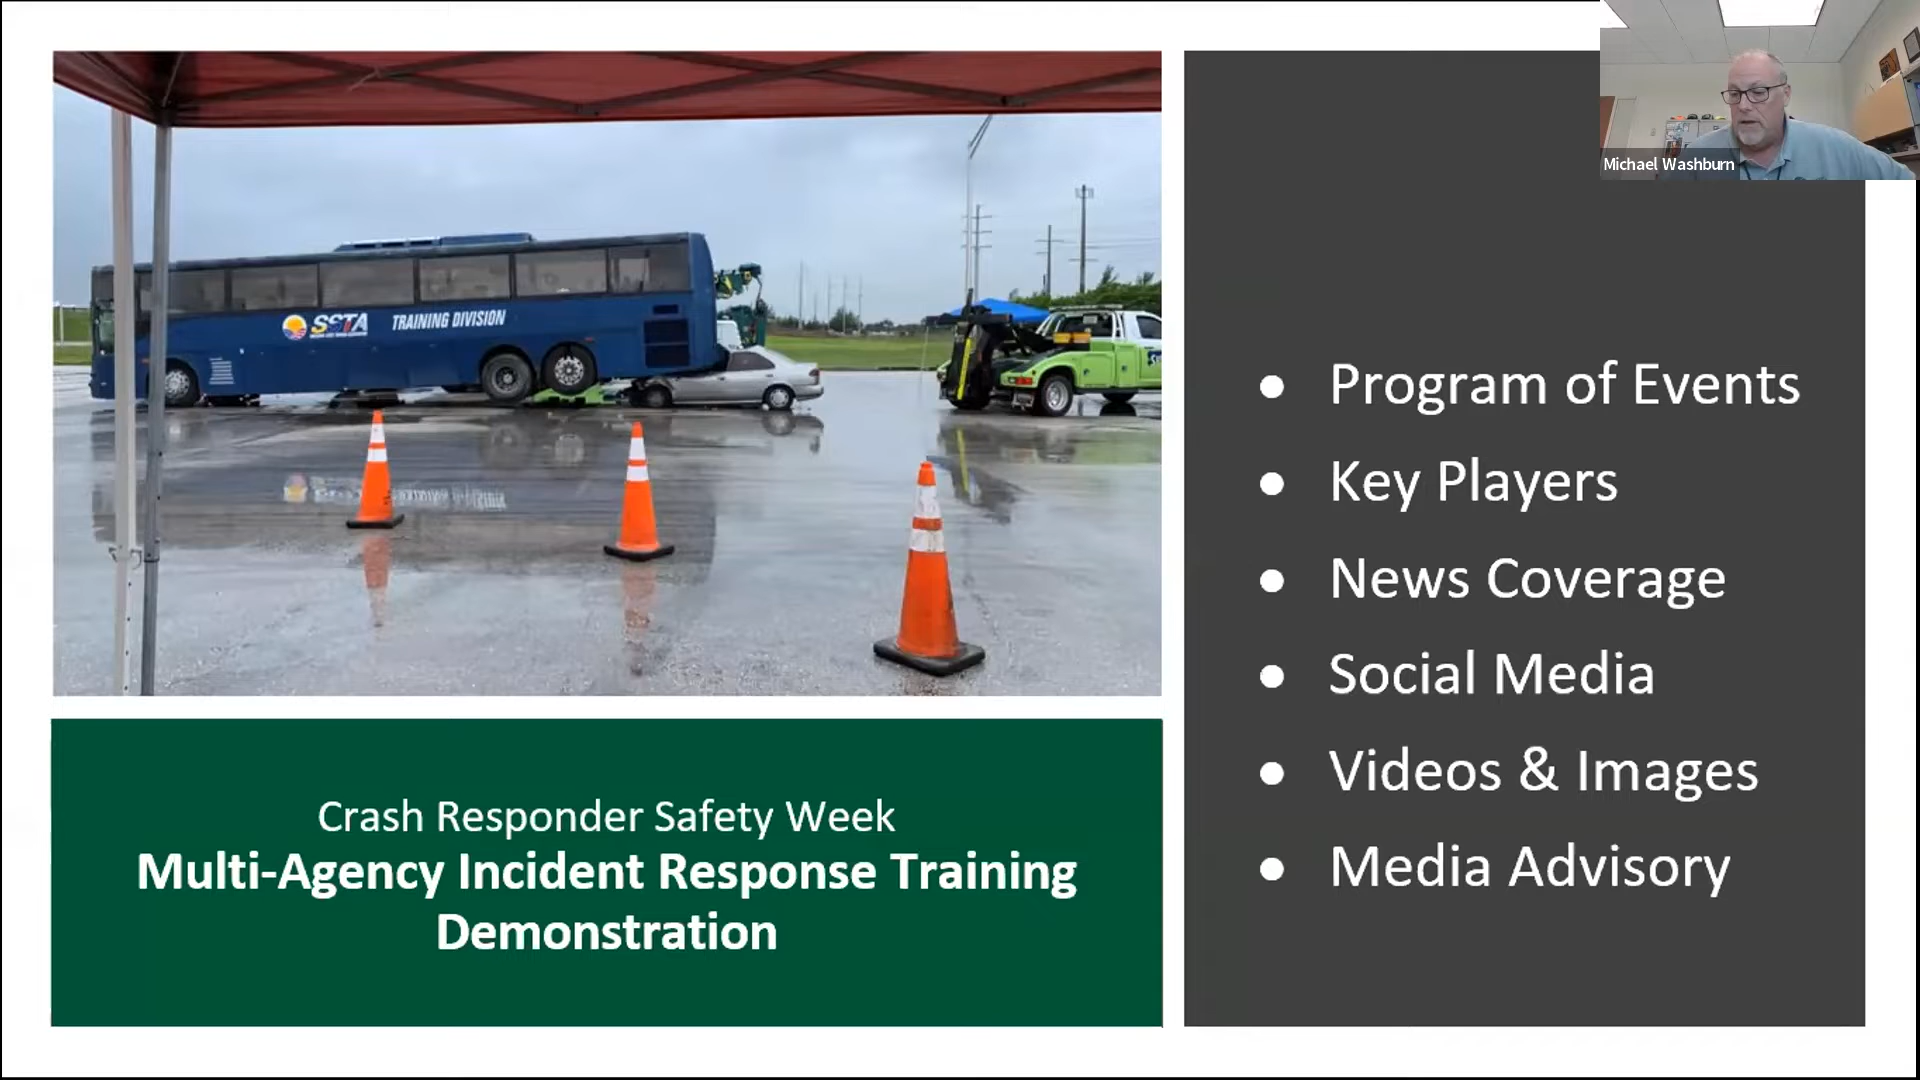 SSTA TRAINING DIVISION
Michael Washburn
Crash Responder Safety Week
Multi-Agency Incident Response Training
Demonstration
● Program of Events
● Key Players
● News Coverage
● Social Media
● Videos & Images
● Media Advisory